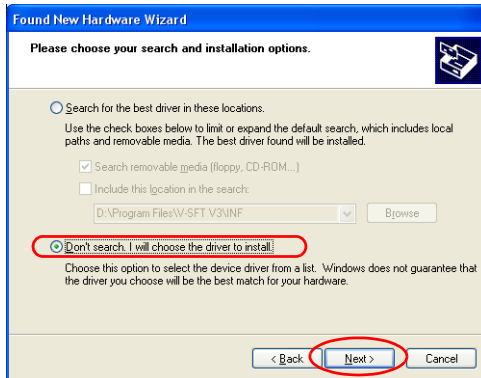 Found New Hardware Wizard
Please choose your search and installation options.
Search for the best driver in these locations.
Use the check boxes below to limit or expand the default search, which includes local
paths and removable media. The best driver found will be installed.
Search removable media (floppy, CD-ROM...)
Include this location in the search:
D:\Program Files\V-SFT V3\INF
Browse
Don't search. I will choose the driver to install.
Choose this option to select the device driver from a list. Windows does not guarantee that
the driver you choose will be the best match for your hardware.
< Back Next > Cancel